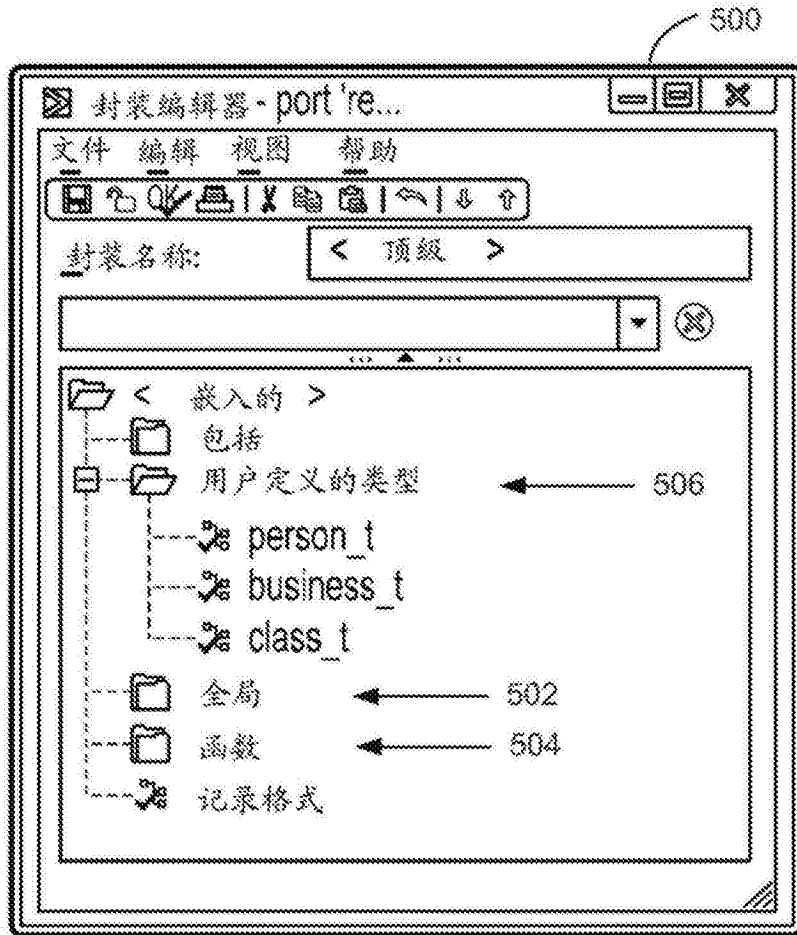 500
封装编辑器 - port 're...
文件 编辑 视图 帮助
OK
封装名称: < 顶級 >
< 嵌入的 >
包括
用户定义的类型 506
person_t
business_t
class_t
全局 502
函数 504
记录格式